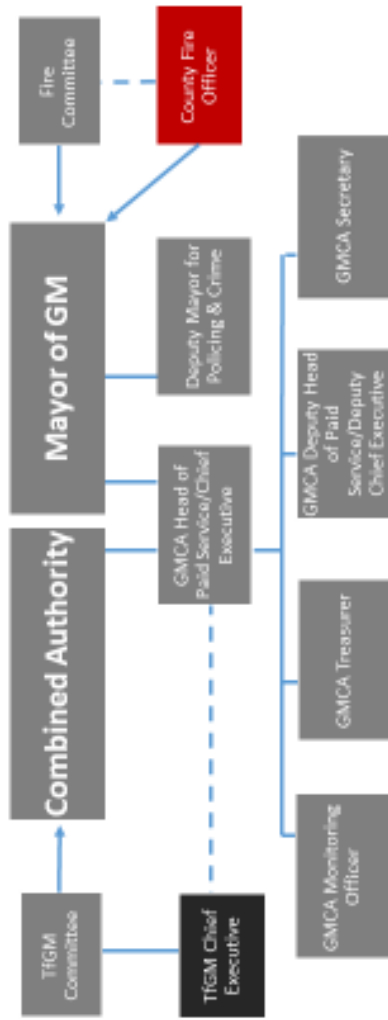 TfGM
Committee
Combined Authority
Mayor of GM
Fire
Committee
TfGM Chief
Executive
GMCA Head of
Paid Service/Chief
Executive
Deputy Mayor for
Policing & Crime
County Fire
Officer
GMCA Monitoring
Officer
GMCA Treasurer
GMCA Deputy Head
of Paid
Service/Deputy
Chief Executive
GMCA Secretary